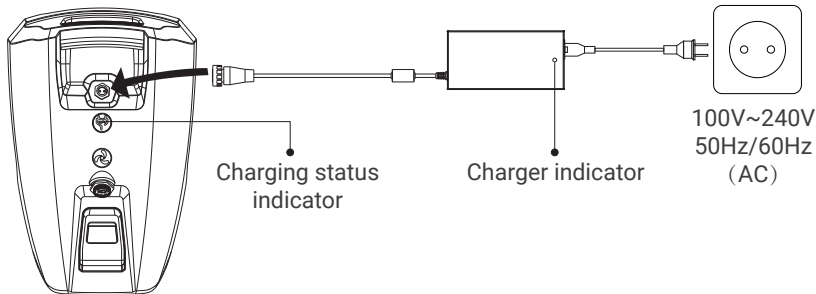 100V~240V
50Hz/60Hz
（AC）
Charging status
indicator
Charger indicator